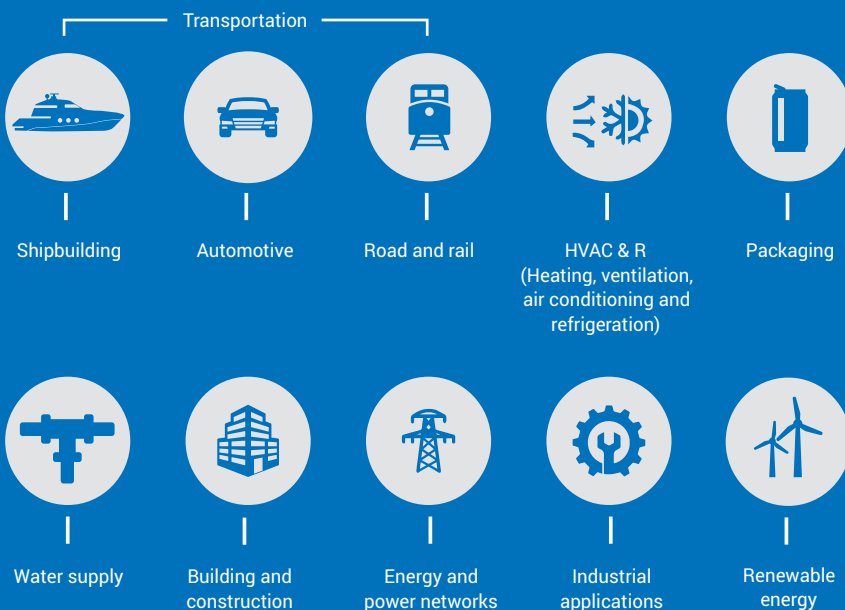 Transportation
Shipbuilding
Automotive
Road and rail
HVAC & R
(Heating, ventilation,
air conditioning and
refrigeration)
Packaging
Water supply
Building and
construction
Energy and
power networks
Industrial
applications
Renewable
energy